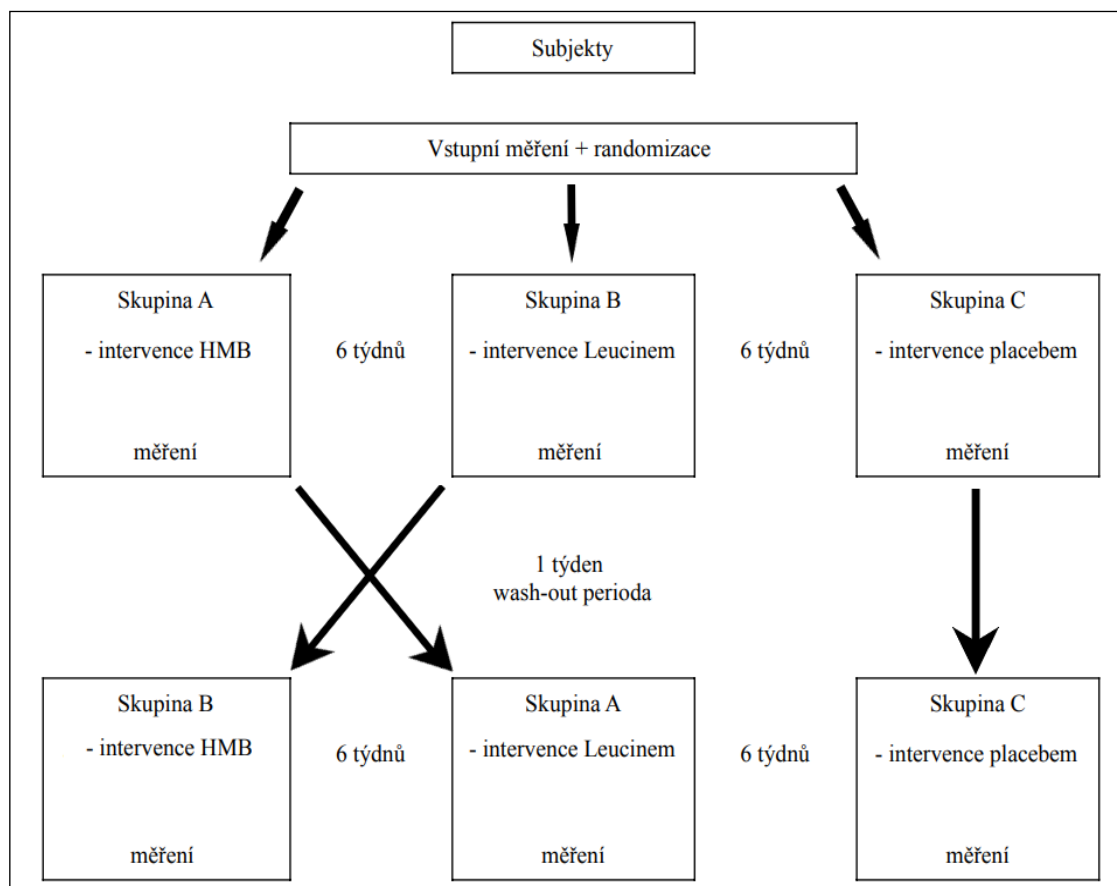 Subjekty
Vstupní měření + randomizace
Skupina A
- intervence HMB
měření
6 týdnů
Skupina B
- intervence Leucinem
měření
6 týdnů
Skupina C
- intervence placebem
měření
1 týden
wash-out perioda
Skupina B
- intervence HMB
měření
6 týdnů
Skupina A
- intervence Leucinem
měření
6 týdnů
Skupina C
- intervence placebem
měření